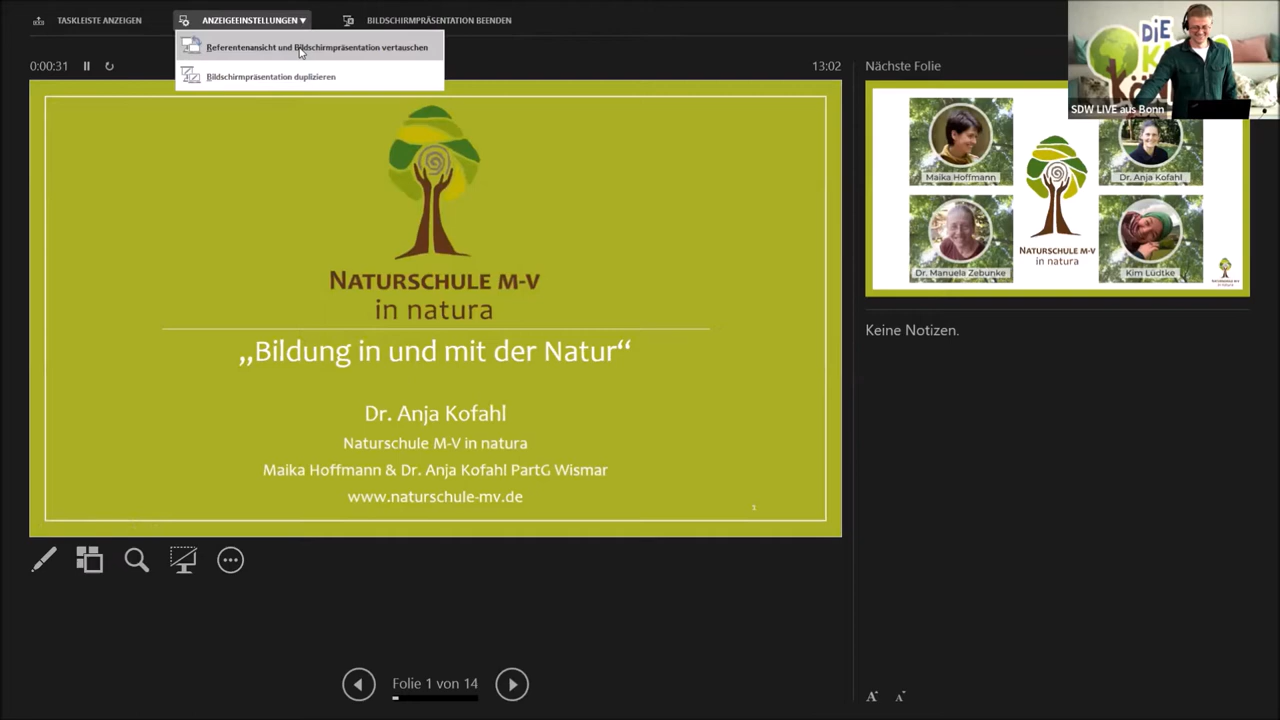 TASKLEISTE ANZEIGEN
ANZEIGEEINSTELLUNGEN ▾
BILDSCHIRMPRÄSENTATION BEENDEN
Referentenansicht und Bildschirmpräsentation vertauschen
Bildschirmpräsentation duplizieren
0:00:31
13:02
NATURSCHULE M-V
in natura
„Bildung in und mit der Natur“
Dr. Anja Kofahl
Naturschule M-V in natura
Maika Hoffmann & Dr. Anja Kofahl PartG Wismar
www.naturschule-mv.de
1
Nächste Folie
Maika Hoffmann
Dr. Anja Kofahl
Dr. Manuela Zebunke
Kim Lüdtke
NATURSCHULE M-V
in natura
Keine Notizen.
DiE
SDW LIVE aus Bonn
Folie 1 von 14
A
A